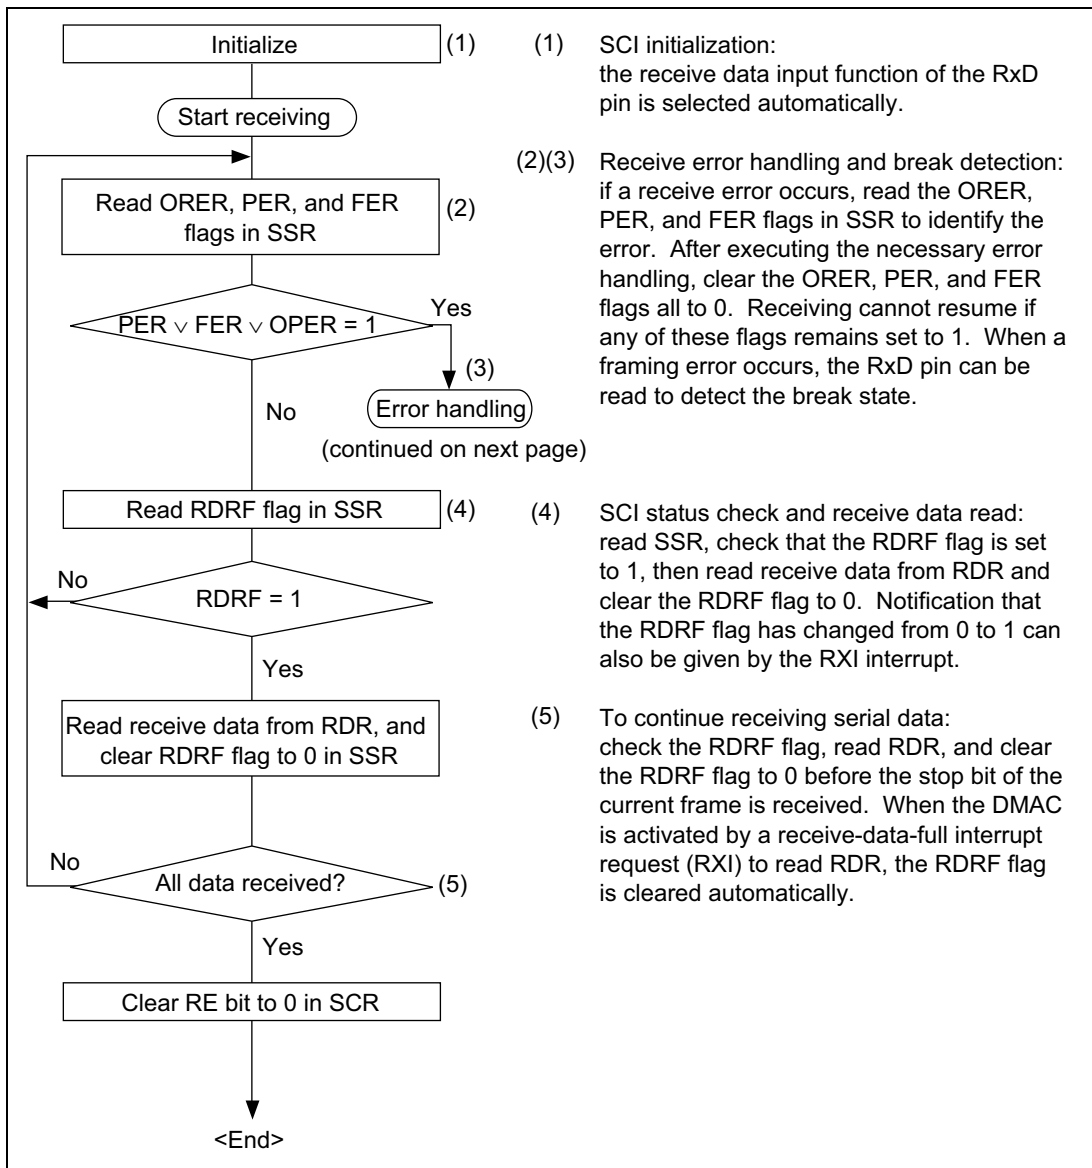 Initialize
(1)
Start receiving
Read ORER, PER, and FER
flags in SSR
(2)
PER ∨ FER ∨ OPER = 1
Yes
(3)
No
Error handling
(continued on next page)
Read RDRF flag in SSR
(4)
No
RDRF = 1
Yes
Read receive data from RDR, and
clear RDRF flag to 0 in SSR
No
All data received?
(5)
Yes
Clear RE bit to 0 in SCR
<End>
(1) SCI initialization:
the receive data input function of the RxD
pin is selected automatically.
(2)(3) Receive error handling and break detection:
if a receive error occurs, read the ORER,
PER, and FER flags in SSR to identify the
error. After executing the necessary error
handling, clear the ORER, PER, and FER
flags all to 0. Receiving cannot resume if
any of these flags remains set to 1. When a
framing error occurs, the RxD pin can be
read to detect the break state.
(4) SCI status check and receive data read:
read SSR, check that the RDRF flag is set
to 1, then read receive data from RDR and
clear the RDRF flag to 0. Notification that
the RDRF flag has changed from 0 to 1 can
also be given by the RXI interrupt.
(5) To continue receiving serial data:
check the RDRF flag, read RDR, and clear
the RDRF flag to 0 before the stop bit of the
current frame is received. When the DMAC
is activated by a receive-data-full interrupt
request (RXI) to read RDR, the RDRF flag
is cleared automatically.